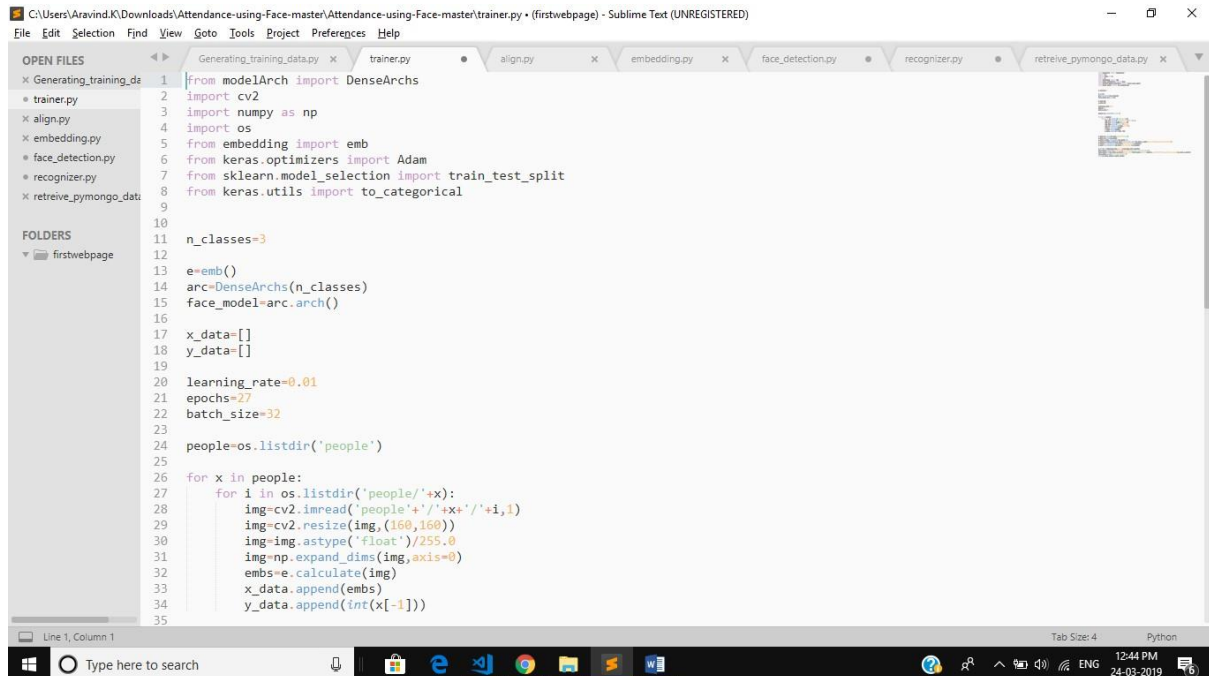 C:\Users\Aravind.K\Downloads\Attendance-using-Face-master\Attendance-using-Face-master\trainer.py • (firstwebpage) - Sublime Text (UNREGISTERED)
File Edit Selection Find View Goto Tools Project Preferences Help
OPEN FILES
× Generating_training_da
• trainer.py
× align.py
× embedding.py
• face_detection.py
• recognizer.py
× retreive_pymongo_data
FOLDERS
▼ firstwebpage
Generating_training_data.py × trainer.py • align.py × embedding.py × face_detection.py • recognizer.py • retreive_pymongo_data.py ×
1 from modelArch import DenseArchs
2 import cv2
3 import numpy as np
4 import os
5 from embedding import emb
6 from keras.optimizers import Adam
7 from sklearn.model_selection import train_test_split
8 from keras.utils import to_categorical
9
10
11 n_classes=3
12
13 e=emb()
14 arc=DenseArchs(n_classes)
15 face_model=arc.arch()
16
17 x_data=[]
18 y_data=[]
19
20 learning_rate=0.01
21 epochs=27
22 batch_size=32
23
24 people=os.listdir('people')
25
26 for x in people:
27     for i in os.listdir('people/'+x):
28         img=cv2.imread('people'+'/'+x+'/'+i,1)
29         img=cv2.resize(img,(160,160))
30         img=img.astype('float')/255.0
31         img=np.expand_dims(img,axis=0)
32         embs=e.calculate(img)
33         x_data.append(embs)
34         y_data.append(int(x[-1]))
35
Line 1, Column 1
Tab Size: 4 Python
Type here to search
ENG
12:44 PM
24-03-2019
6